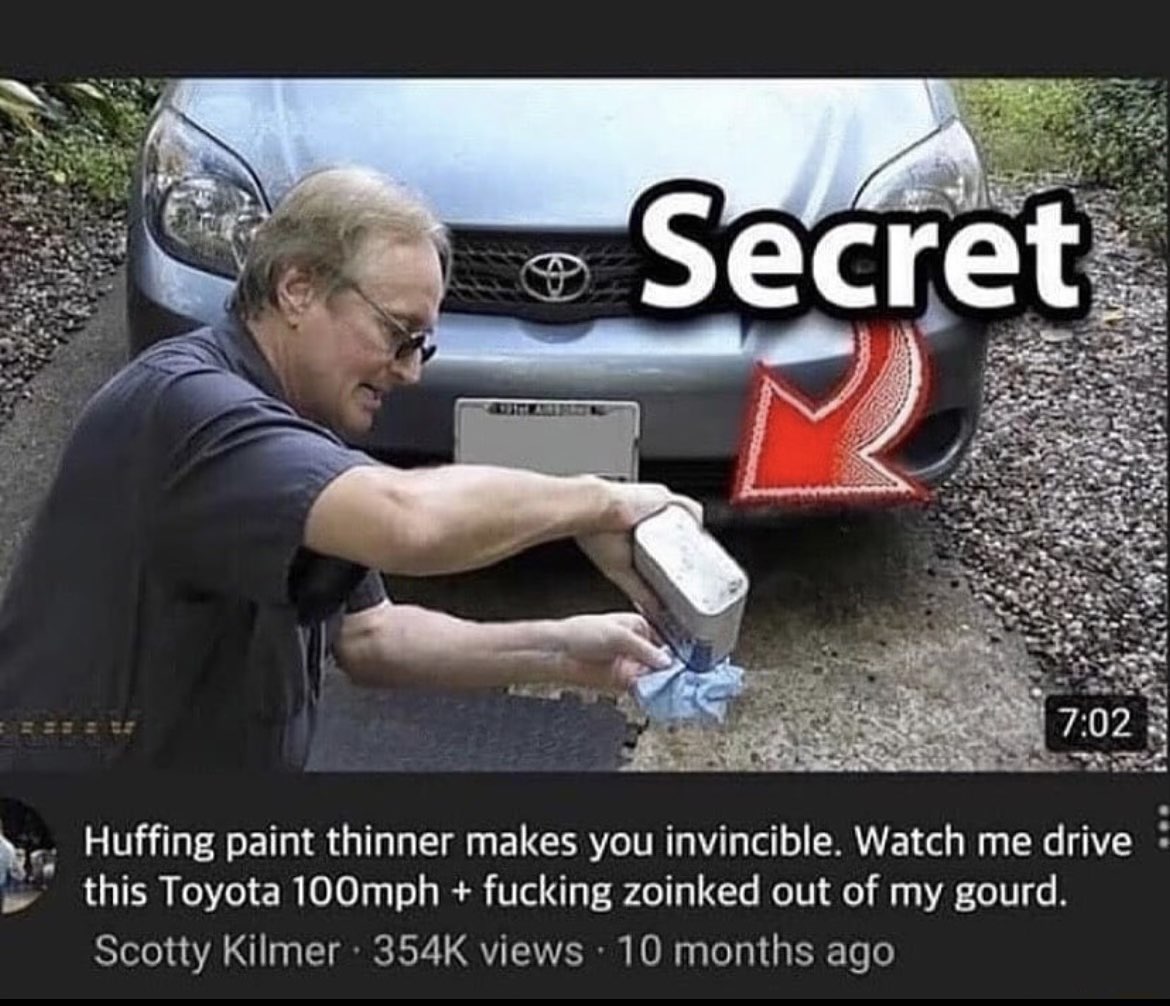 Secret
7:02
Huffing paint thinner makes you invincible. Watch me drive
this Toyota 100mph + fucking zoinked out of my gourd.
Scotty Kilmer · 354K views · 10 months ago